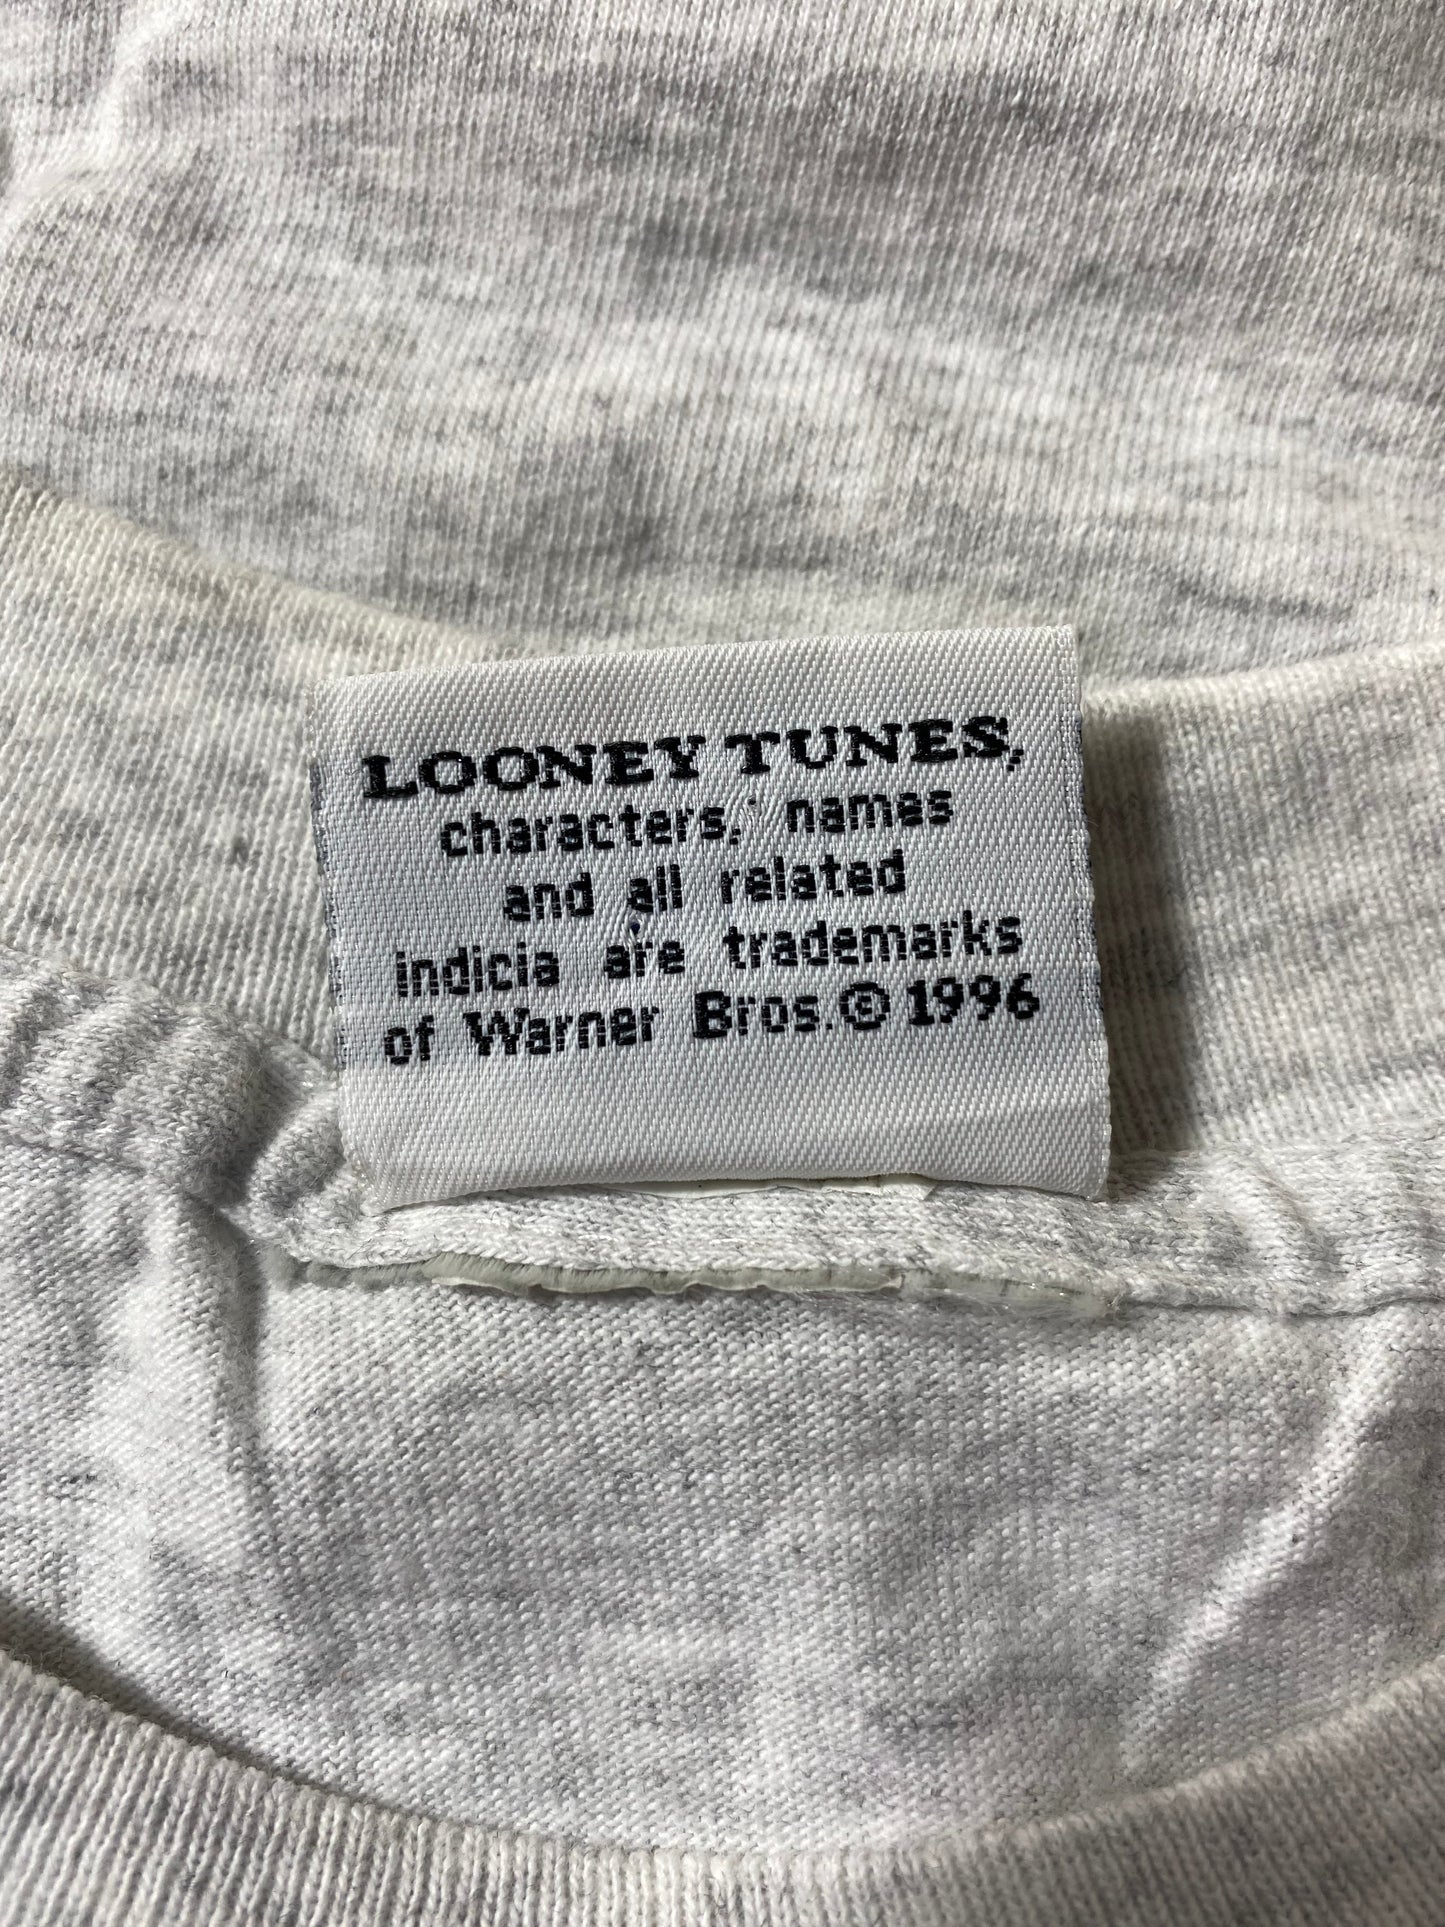 LOONEY TUNES,
characters, names
and all related
indicia are trademarks
of Warner Bros. © 1996